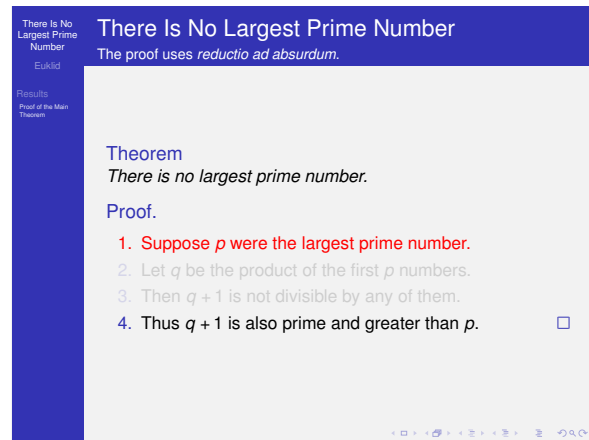 There Is No
Largest Prime
Number
Euklid
Results
Proof of the Main
Theorem
There Is No Largest Prime Number
The proof uses reductio ad absurdum.
Theorem
There is no largest prime number.
Proof.
1. Suppose p were the largest prime number.
2. Let q be the product of the first p numbers.
3. Then q + 1 is not divisible by any of them.
4. Thus q + 1 is also prime and greater than p. □